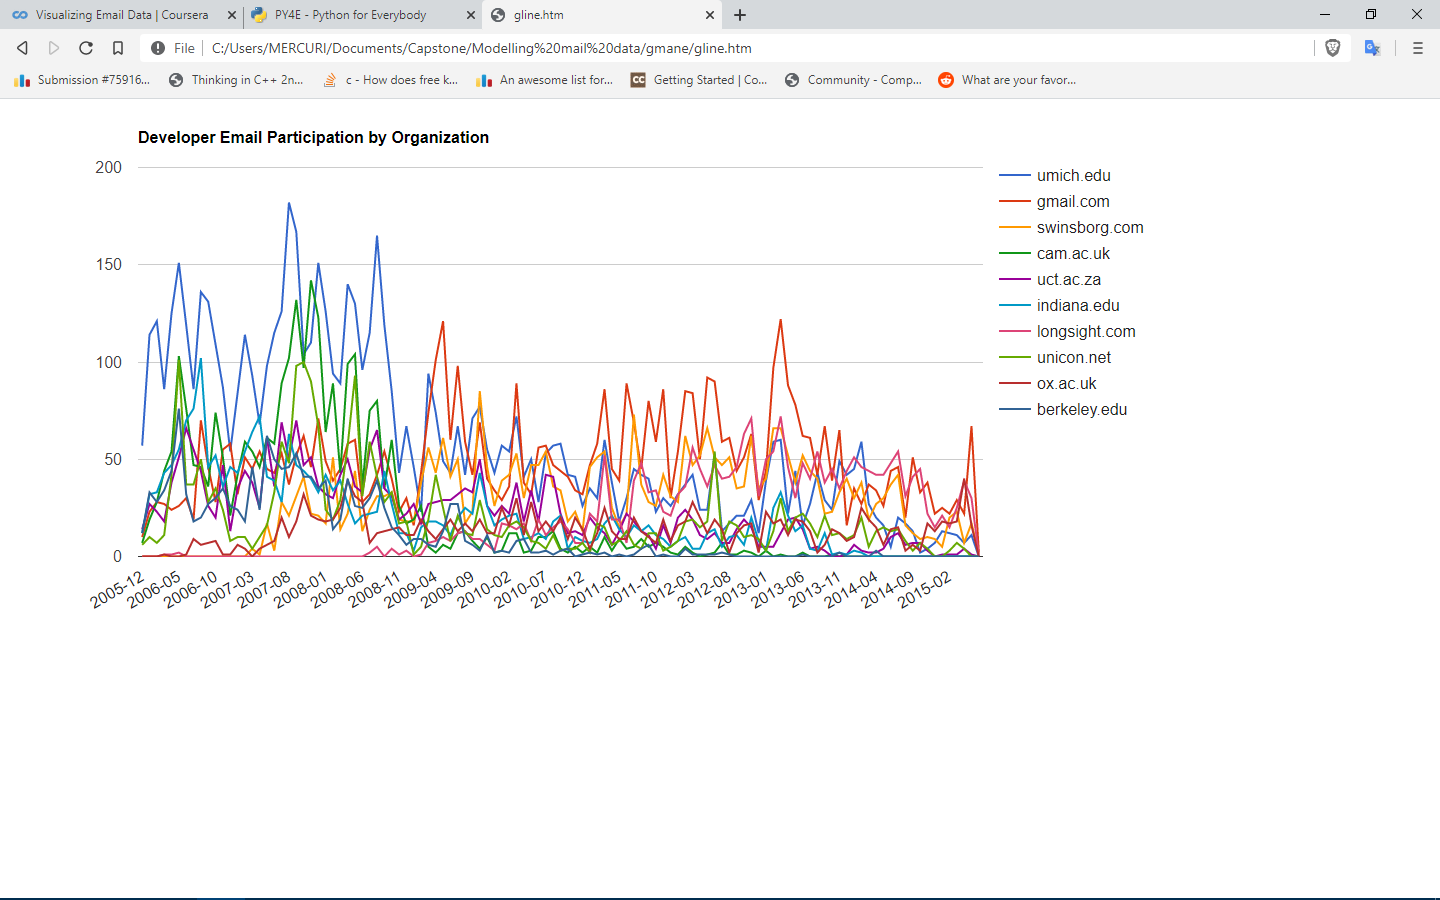 Visualizing Email Data | Coursera
PY4E - Python for Everybody
gline.htm
File
C:/Users/MERCURI/Documents/Capstone/Modelling%20mail%20data/gmane/gline.htm
Submission #75916...
Thinking in C++ 2n...
c - How does free k...
An awesome list for...
CC
Getting Started | Co...
Community - Comp...
What are your favor...
Developer Email Participation by Organization
200
150
100
50
0
2005-12
2006-05
2006-10
2007-03
2007-08
2008-01
2008-06
2008-11
2009-04
2009-09
2010-02
2010-07
2010-12
2011-05
2011-10
2012-03
2012-08
2013-01
2013-06
2013-11
2014-04
2014-09
2015-02
umich.edu
gmail.com
swinsborg.com
cam.ac.uk
uct.ac.za
indiana.edu
longsight.com
unicon.net
ox.ac.uk
berkeley.edu